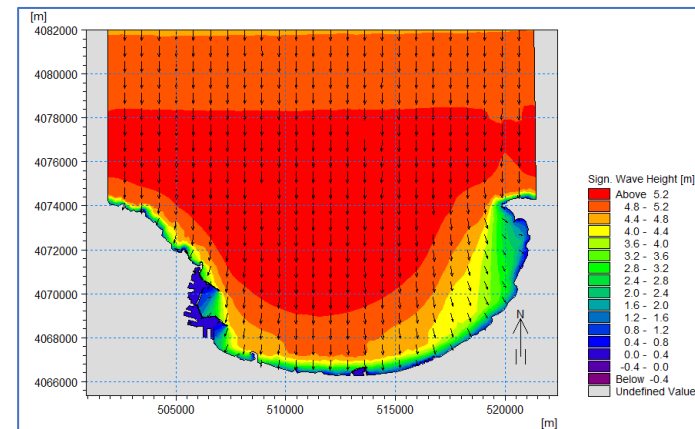 [m]
4082000
4080000
4078000
4076000
4074000
4072000
4070000
4068000
4066000
505000 510000 515000 520000
[m]
N
Sign. Wave Height [m]
Above 5.2
4.8 - 5.2
4.4 - 4.8
4.0 - 4.4
3.6 - 4.0
3.2 - 3.6
2.8 - 3.2
2.4 - 2.8
2.0 - 2.4
1.6 - 2.0
1.2 - 1.6
0.8 - 1.2
0.4 - 0.8
0.0 - 0.4
-0.4 - 0.0
Below -0.4
Undefined Value